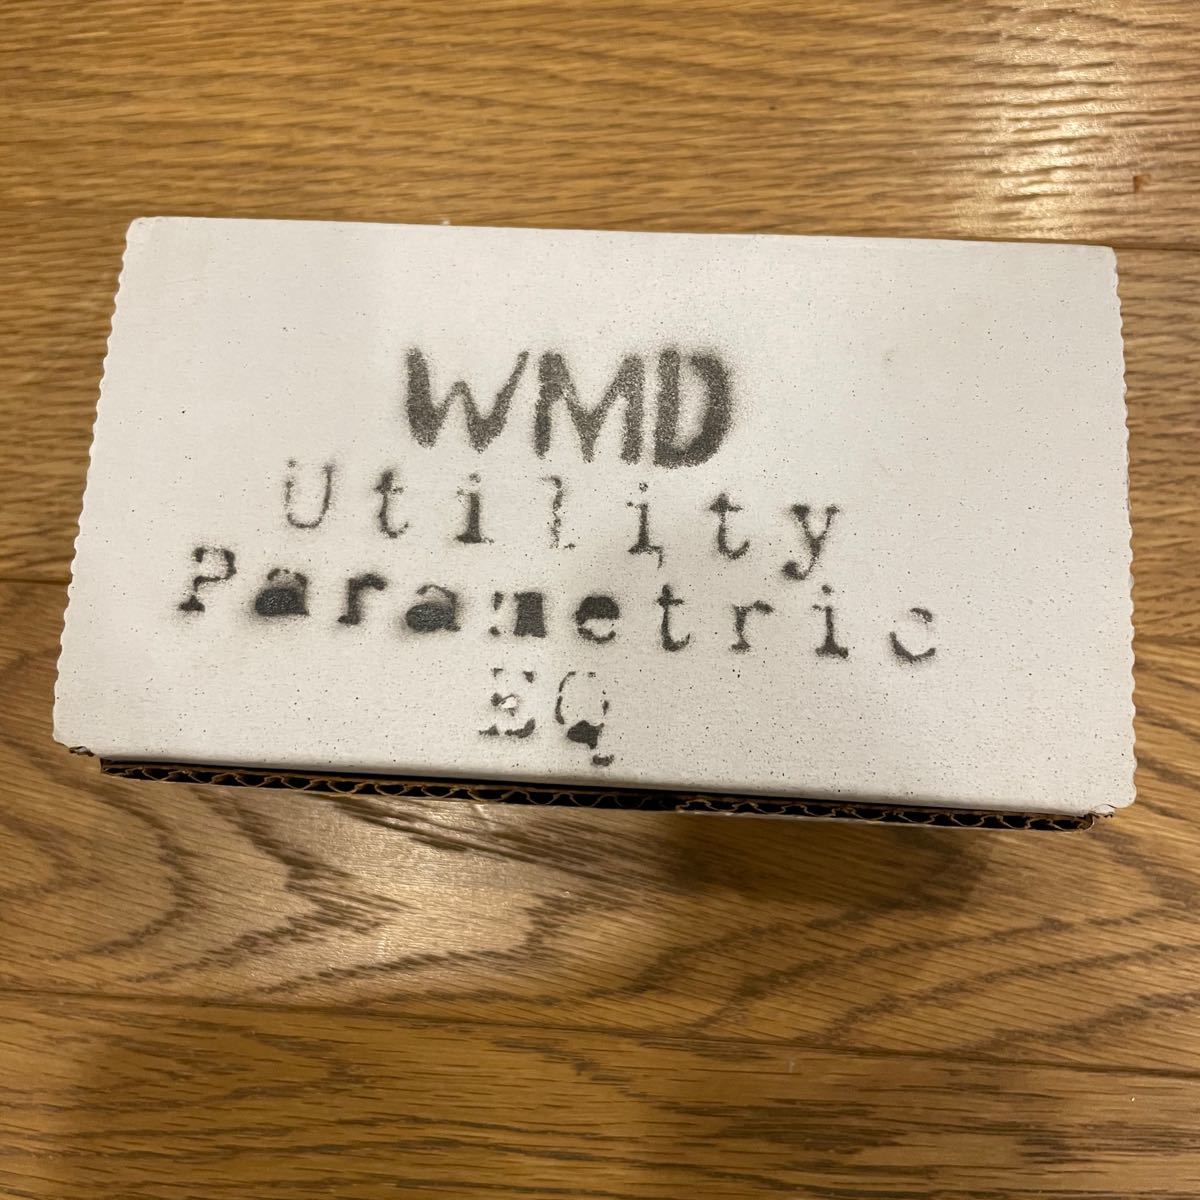 WMD
Utility
Parametric
EQ